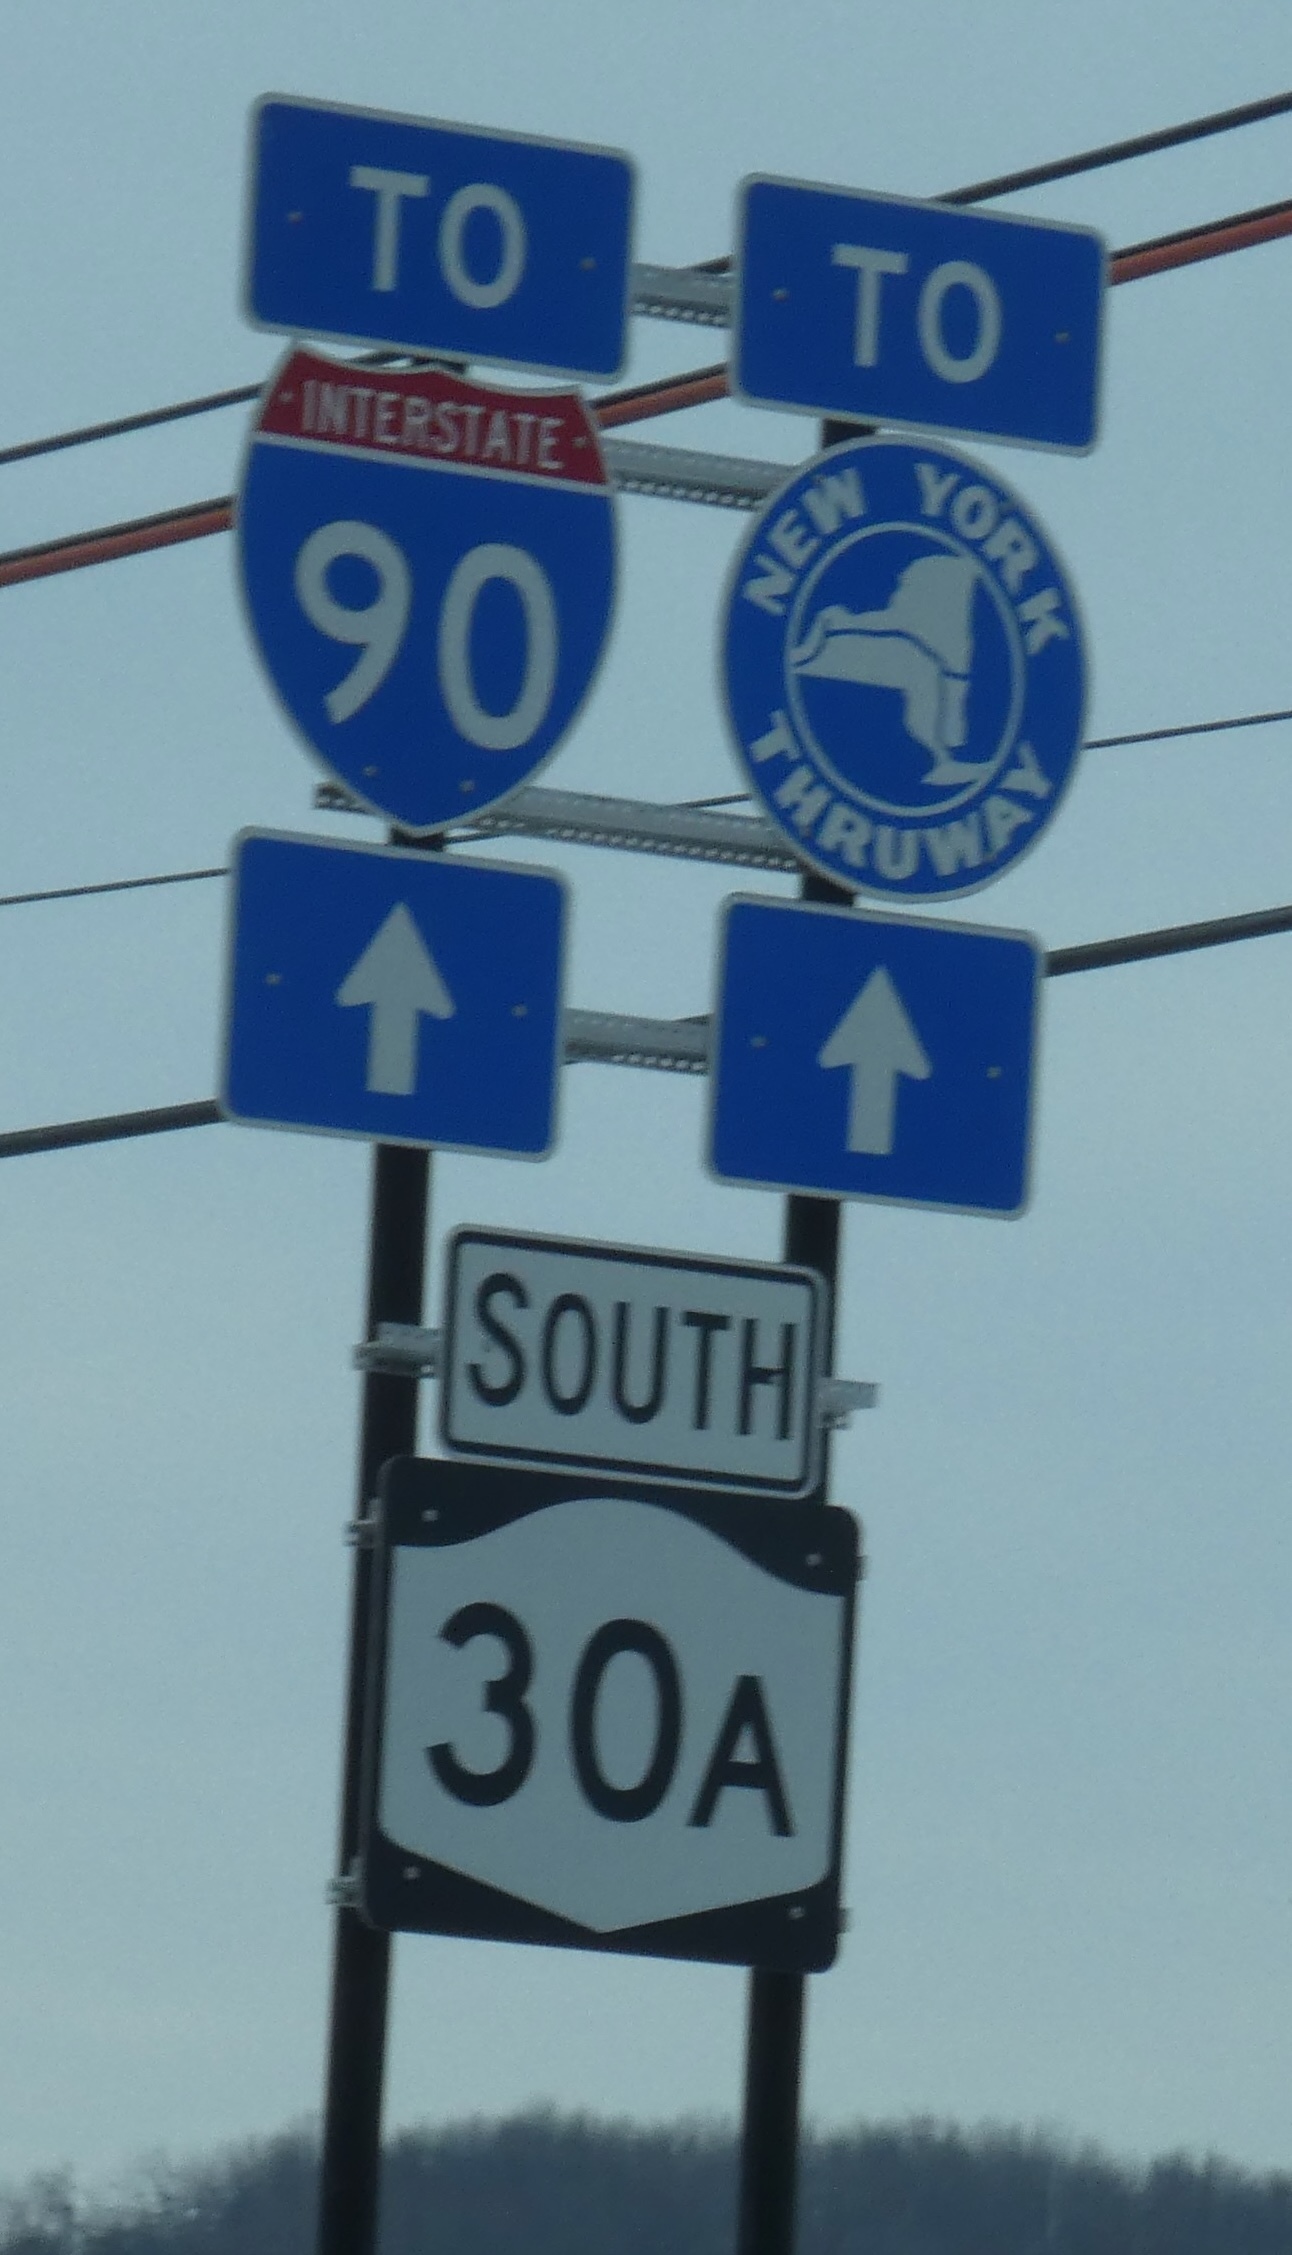 TO
INTERSTATE
90
TO
NEW YORK
THRUWAY
SOUTH
30A